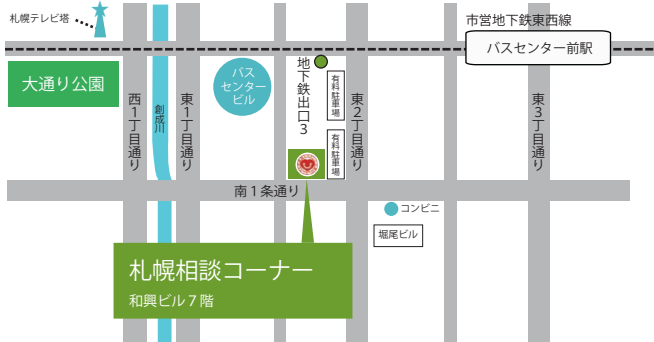 札幌テレビ塔
市営地下鉄東西線
バスセンター前駅
大通り公園
バス
センター
ビル
地下鉄出口3
有料駐車場
有料駐車場
西1丁目通り
創成川
東1丁目通り
東2丁目通り
東3丁目通り
南1条通り
コンビニ
堀尾ビル
札幌相談コーナー
和興ビル7階